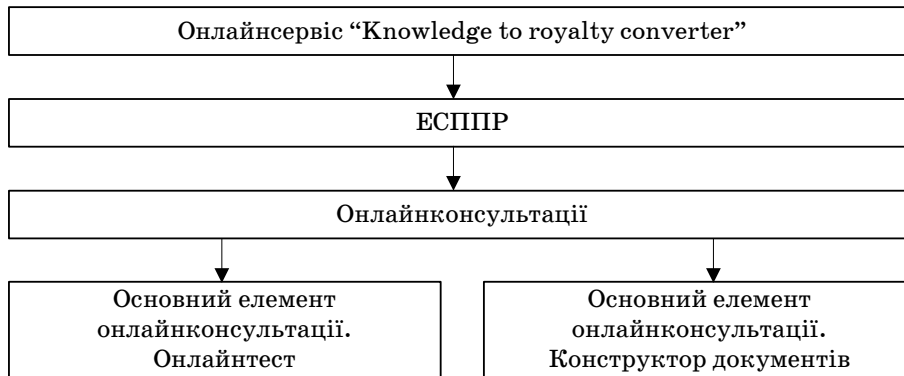 Онлайнсервіс “Knowledge to royalty converter”
ЕСППР
Онлайнконсультації
Основний елемент
онлайнконсультації.
Онлайнтест
Основний елемент
онлайнконсультації.
Конструктор документів